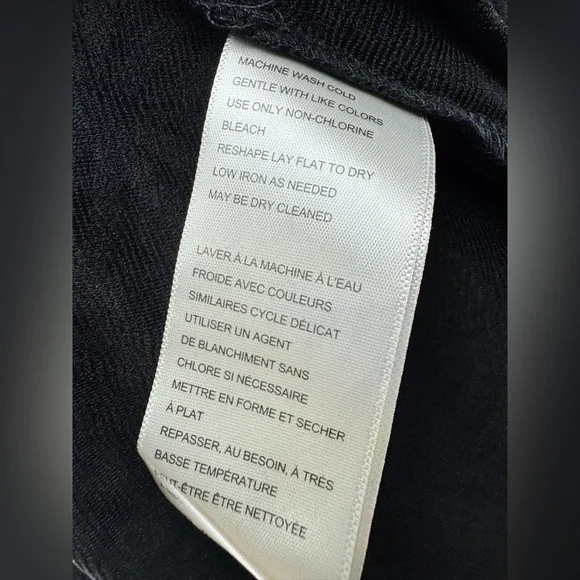 MACHINE WASH COLD
GENTLE WITH LIKE COLORS
USE ONLY NON-CHLORINE
BLEACH
RESHAPE LAY FLAT TO DRY
LOW IRON AS NEEDED
MAY BE DRY CLEANED
LAVER À LA MACHINE À L'EAU
FROIDE AVEC COULEURS
SIMILAIRES CYCLE DÉLICAT
UTILISER UN AGENT
DE BLANCHIMENT SANS
CHLORE SI NÉCESSAIRE
METTRE EN FORME ET SECHER
À PLAT
REPASSER, AU BESOIN, À TRÈS
BASSE TEMPÉRATURE
ÊTRE NETTOYÉE